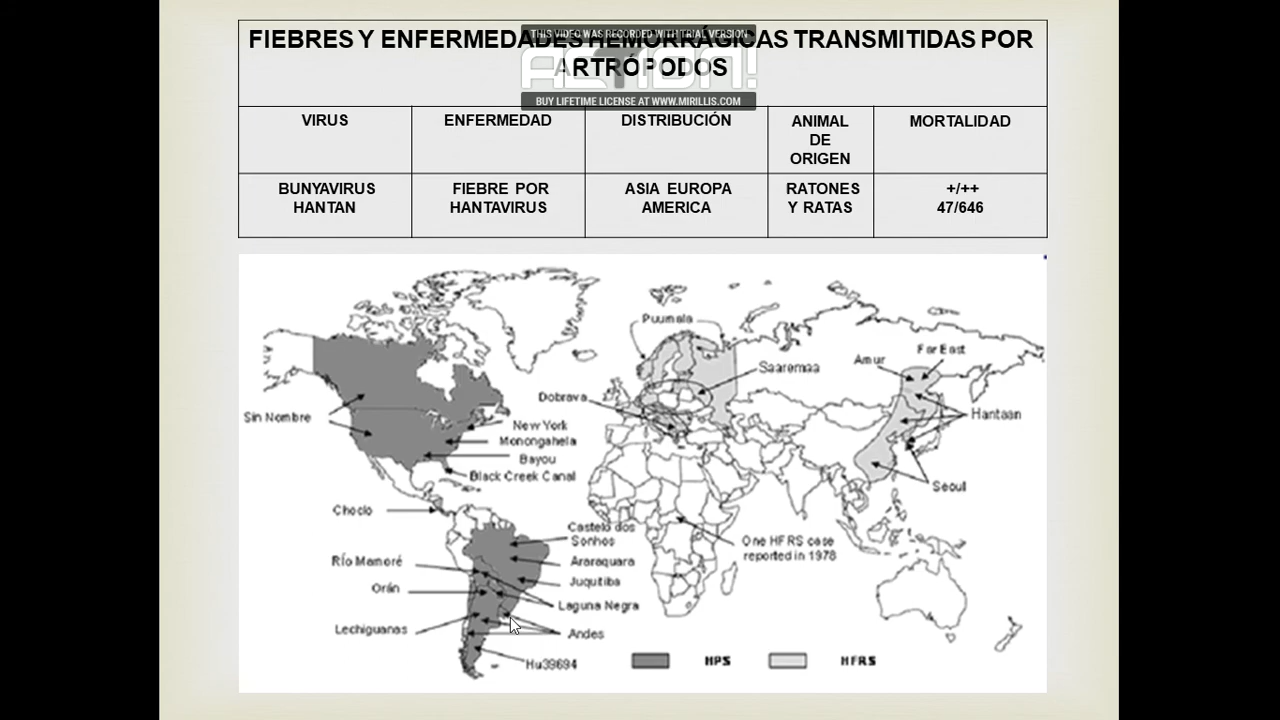 FIEBRES Y ENFERMEDADES HEMORRÁGICAS TRANSMITIDAS POR
ARTRÓPODOS
THIS VIDEO WAS RECORDED WITH TRIAL VERSION
ACTION!
BUY LIFETIME LICENSE AT WWW.MIRILLIS.COM
VIRUS
ENFERMEDAD
DISTRIBUCIÓN
ANIMAL
DE
ORIGEN
MORTALIDAD
BUNYAVIRUS
HANTAN
FIEBRE POR
HANTAVIRUS
ASIA EUROPA
AMERICA
RATONES
Y RATAS
+/++
47/646
Puumala
Saaremaa
Amur
Far East
Dobrava
Hantaan
Sin Nombre
New York
Monongahela
Bayou
Black Creek Canal
Seoul
Choclo
Castelo dos
Sonhos
One HFRS case
reported in 1978
Río Mamoré
Araraquara
Orán
Juquitiba
Laguna Negra
Lechiguanas
Andes
Hu39694
HPS
HFRS